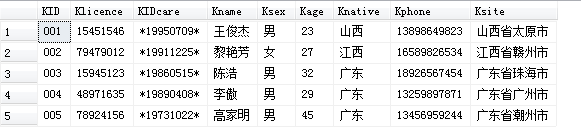 KID Klicence KIDcare Kname Ksex Kage Knative Kphone Ksite
1 001 15451546 *19950709* 王俊杰 男 23 山西 13898649823 山西省太原市
2 002 79479012 *19911225* 黎艳芳 女 27 江西 16589826534 江西省赣州市
3 003 15945123 *19860515* 陈浩 男 32 广东 18926567454 广东省珠海市
4 004 48971635 *19890408* 李傲 男 29 广东 13259897871 广东省广州市
5 005 78924156 *19731022* 高家明 男 45 广东 13456959244 广东省潮州市